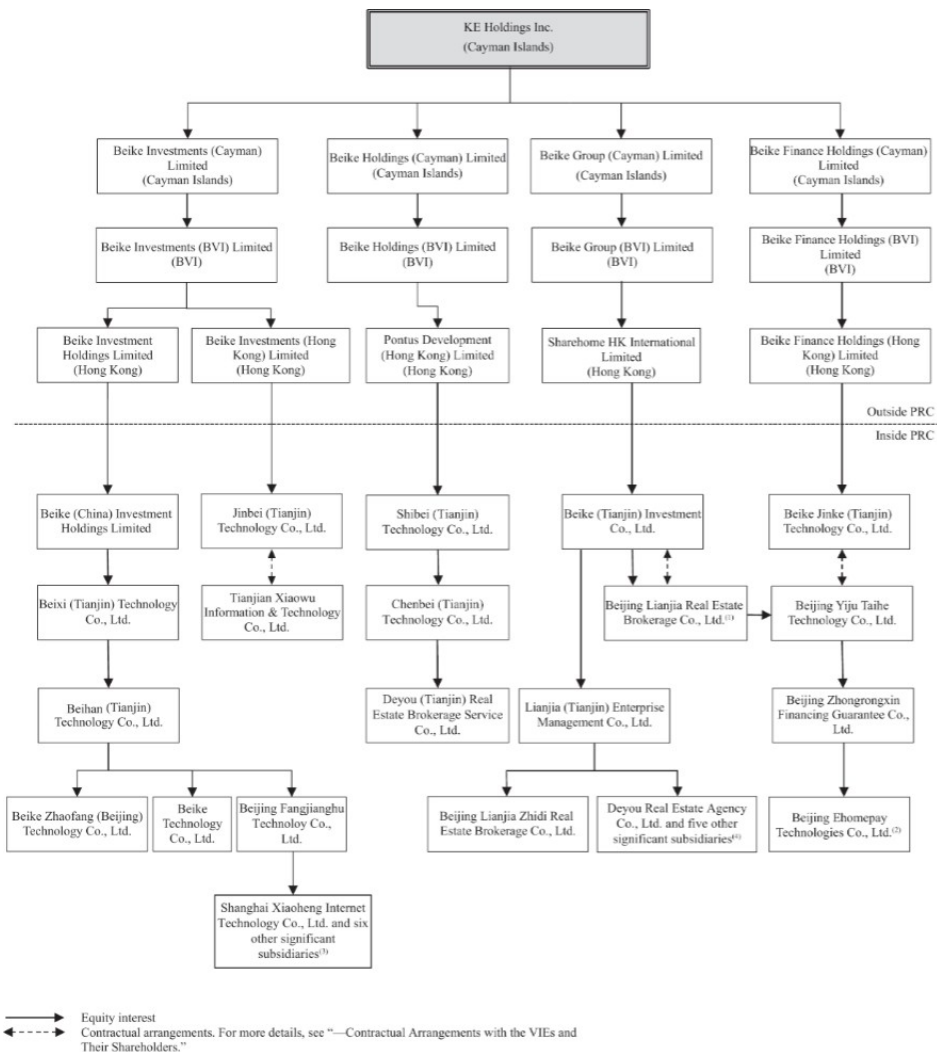 KE Holdings Inc.
(Cayman Islands)
Beike Investments (Cayman)
Limited
(Cayman Islands)
Beike Holdings (Cayman) Limited
(Cayman Islands)
Beike Group (Cayman) Limited
(Cayman Islands)
Beike Finance Holdings (Cayman)
Limited
(Cayman Islands)
Beike Investments (BVI) Limited
(BVI)
Beike Holdings (BVI) Limited
(BVI)
Beike Group (BVI) Limited
(BVI)
Beike Finance Holdings (BVI)
Limited
(BVI)
Beike Investment
Holdings Limited
(Hong Kong)
Beike Investments (Hong
Kong) Limited
(Hong Kong)
Pontus Development
(Hong Kong) Limited
(Hong Kong)
Sharehome HK International
Limited
(Hong Kong)
Beike Finance Holdings (Hong
Kong) Limited
(Hong Kong)
Outside PRC
Inside PRC
Beike (China) Investment
Holdings Limited
Jinbei (Tianjin)
Technology Co., Ltd.
Shibei (Tianjin)
Technology Co., Ltd.
Beike (Tianjin) Investment
Co., Ltd.
Beike Jinke (Tianjin)
Technology Co., Ltd.
Beixi (Tianjin) Technology
Co., Ltd.
Tianjian Xiaowu
Information & Technology
Co., Ltd.
Chenbei (Tianjin)
Technology Co., Ltd.
Beijing Lianjia Real Estate
Brokerage Co., Ltd.(1)
Beijing Yiju Taihe
Technology Co., Ltd.
Beihan (Tianjin)
Technology Co., Ltd.
Deyou (Tianjin) Real
Estate Brokerage Service
Co., Ltd.
Lianjia (Tianjin) Enterprise
Management Co., Ltd.
Beijing Zhongrongxin
Financing Guarantee Co.,
Ltd.
Beike Zhaofang (Beijing)
Technology Co., Ltd.
Beike
Technology
Co., Ltd.
Beijing Fangjianghu
Technoloy Co.,
Ltd.
Beijing Lianjia Zhidi Real
Estate Brokerage Co., Ltd.
Deyou Real Estate Agency
Co., Ltd. and five other
significant subsidiaries(4)
Beijing Ehomepay
Technologies Co., Ltd.(2)
Shanghai Xiaoheng Internet
Technology Co., Ltd. and six
other significant
subsidiaries(3)
Equity interest
Contractual arrangements. For more details, see “—Contractual Arrangements with the VIEs and
Their Shareholders.”